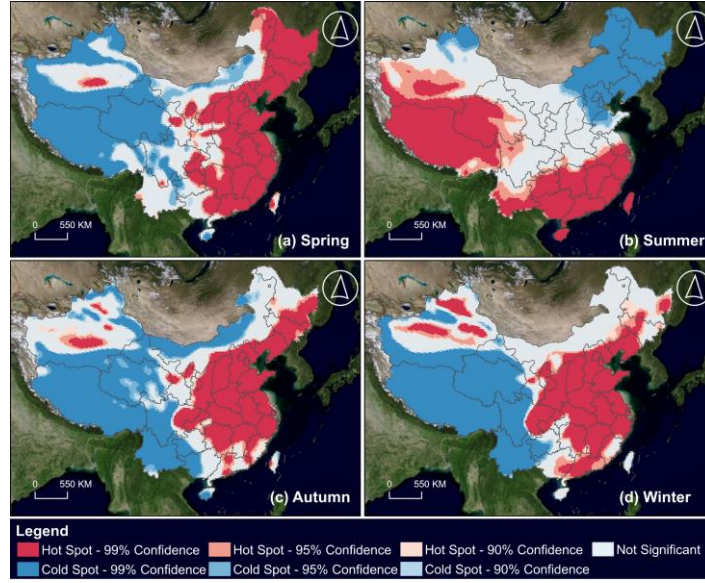 0 550 KM
(a) Spring
0 550 KM
(b) Summer
0 550 KM
(c) Autumn
0 550 KM
(d) Winter
Legend
Hot Spot - 99% Confidence Hot Spot - 95% Confidence Hot Spot - 90% Confidence Not Significant
Cold Spot - 99% Confidence Cold Spot - 95% Confidence Cold Spot - 90% Confidence